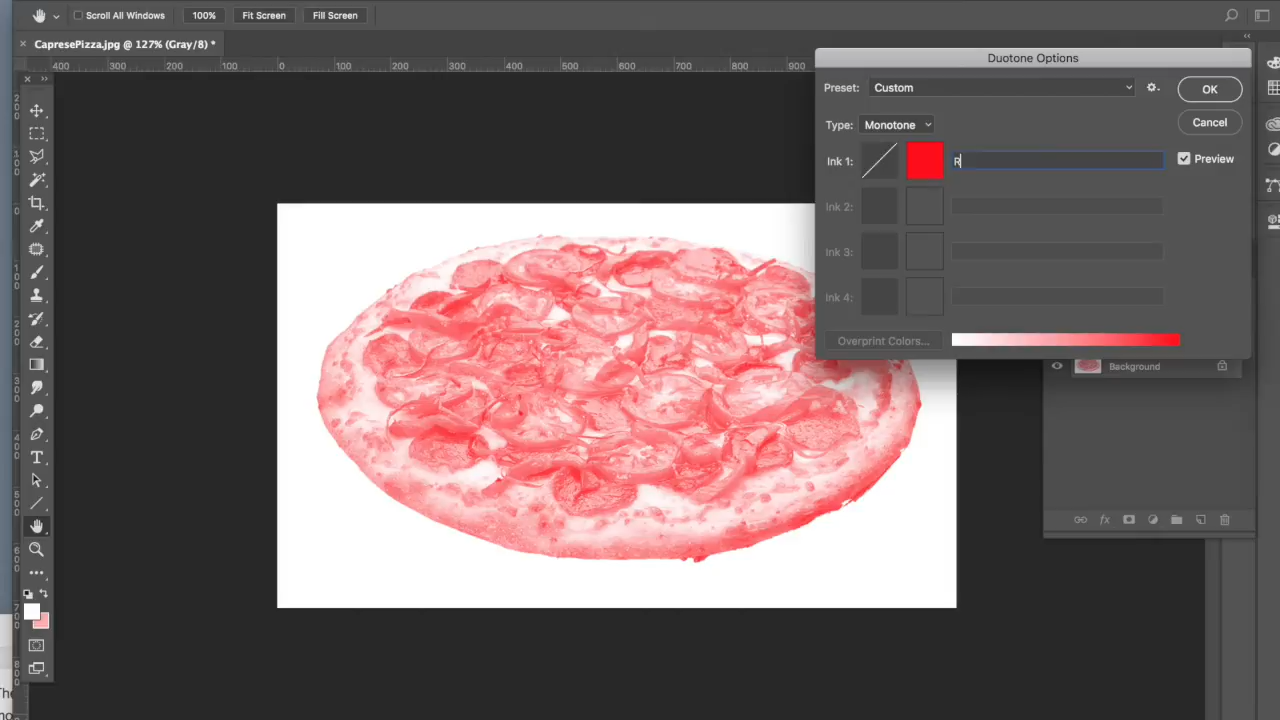 Scroll All Windows 100% Fit Screen Fill Screen
CapresePizza.jpg @ 127% (Gray/8) *
400 300 200 100 0 100 200 300 400 500 600 700 800 900
Duotone Options
Preset: Custom
OK
Type: Monotone
Cancel
Ink 1: R
Preview
Ink 2:
Ink 3:
Ink 4:
Overprint Colors...
Background
fx